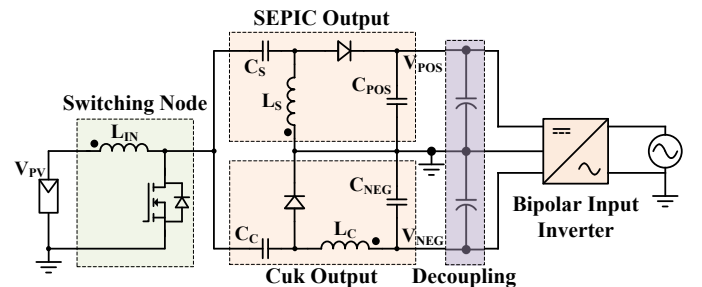 SEPIC Output
C_S
V_POS
L_S
C_POS
Switching Node
L_IN
V_PV
C_NEG
Bipolar Input
Inverter
C_C
L_C
V_NEG
Cuk Output
Decoupling